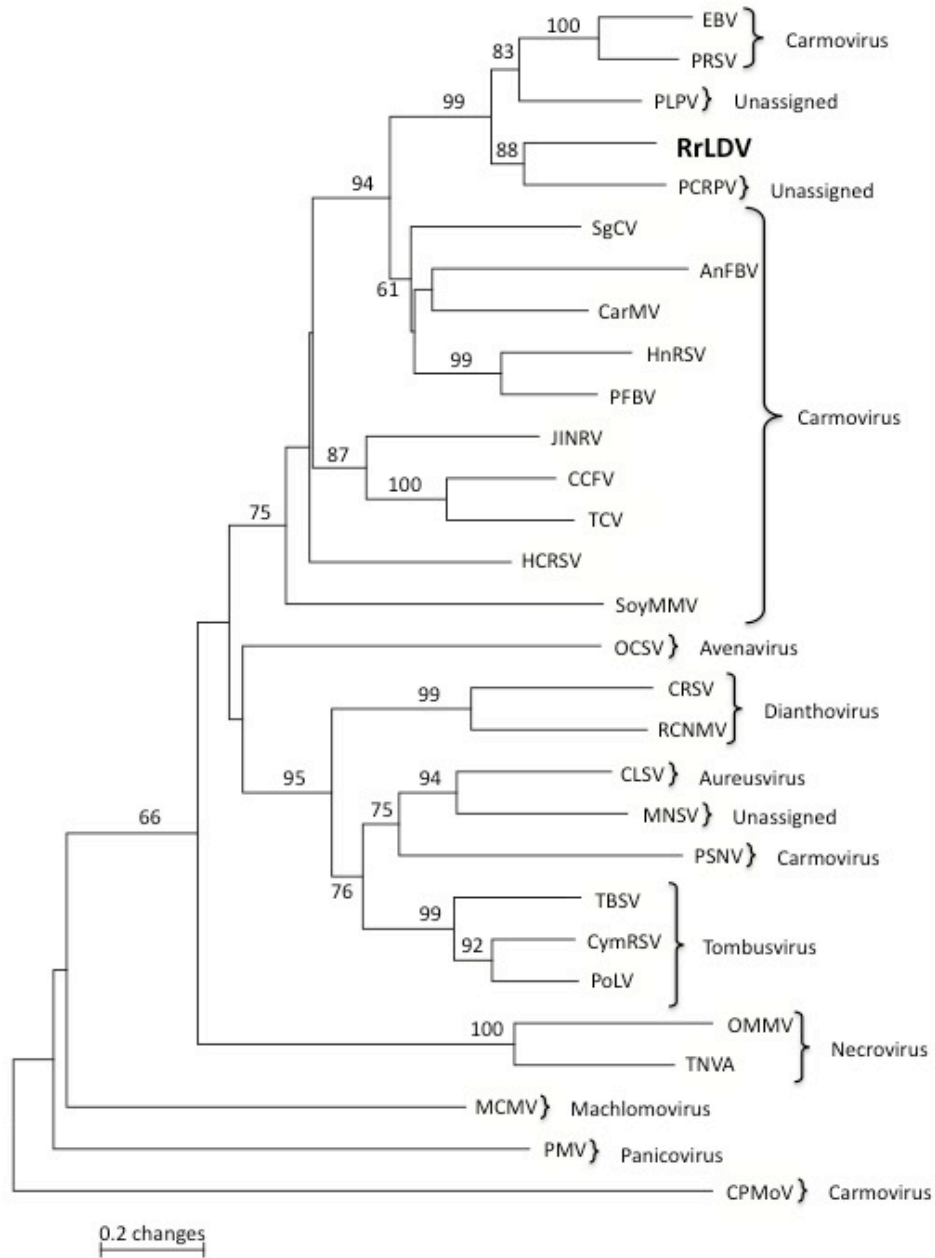 EBV
100
Carmovirus
83
PRSV
99
PLPV} Unassigned
88
RrLDV
94
PCRPV} Unassigned
SgCV
AnFBV
61
CarMV
99
HnRSV
PFBV
Carmovirus
JINRV
87
CCFV
100
TCV
75
HCRSV
SoyMMV
OCSV} Avenavirus
CRSV
99
Dianthovirus
RCNMV
CLSV} Aureusvirus
95
94
75
MNSV} Unassigned
66
PSNV} Carmovirus
76
TBSV
99
CymRSV
92
Tombusvirus
PoLV
OMMV
100
Necrovirus
TNVA
MCMV} Machlomovirus
PMV} Panicovirus
CPMoV} Carmovirus
0.2 changes